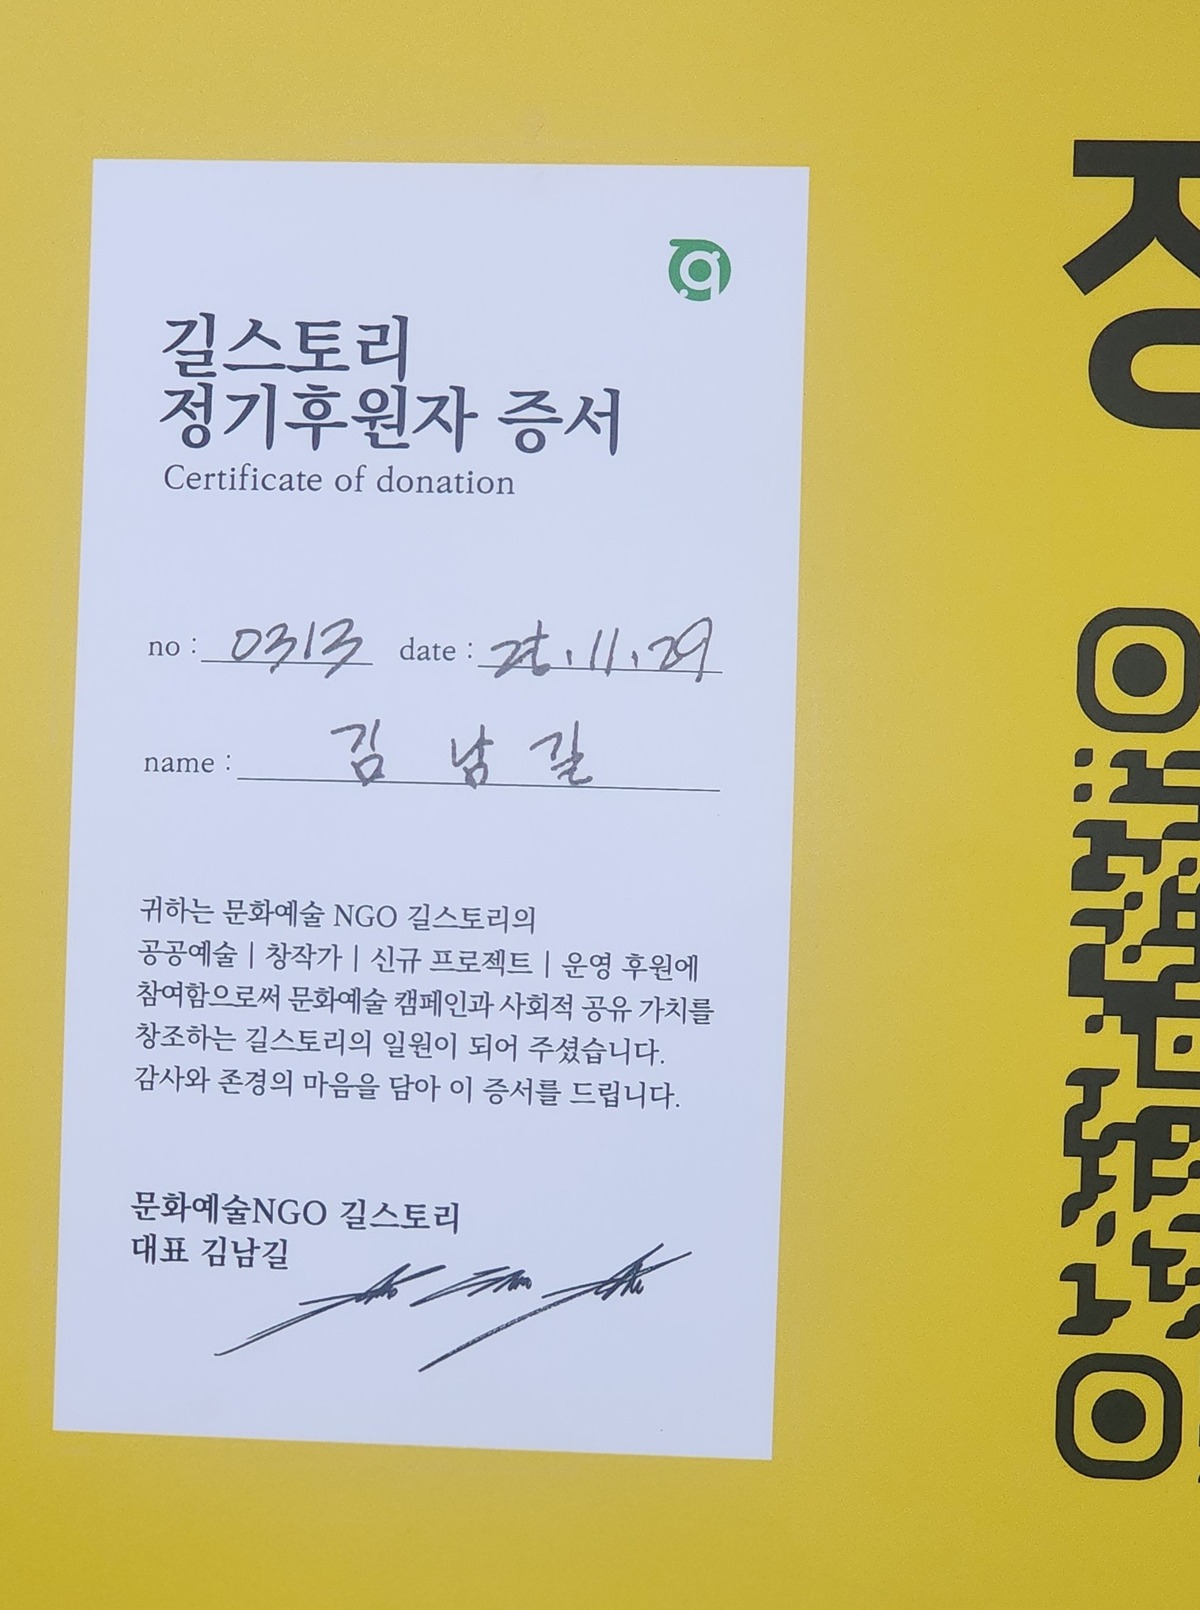 길스토리
정기후원자 증서
Certificate of donation
no : 0313 date : 25.11.29
name : 김 남 길
귀하는 문화예술 NGO 길스토리의
공공예술 | 창작가 | 신규 프로젝트 | 운영 후원에
참여함으로써 문화예술 캠페인과 사회적 공유 가치를
창조하는 길스토리의 일원이 되어 주셨습니다.
감사와 존경의 마음을 담아 이 증서를 드립니다.
문화예술NGO 길스토리
대표 김남길